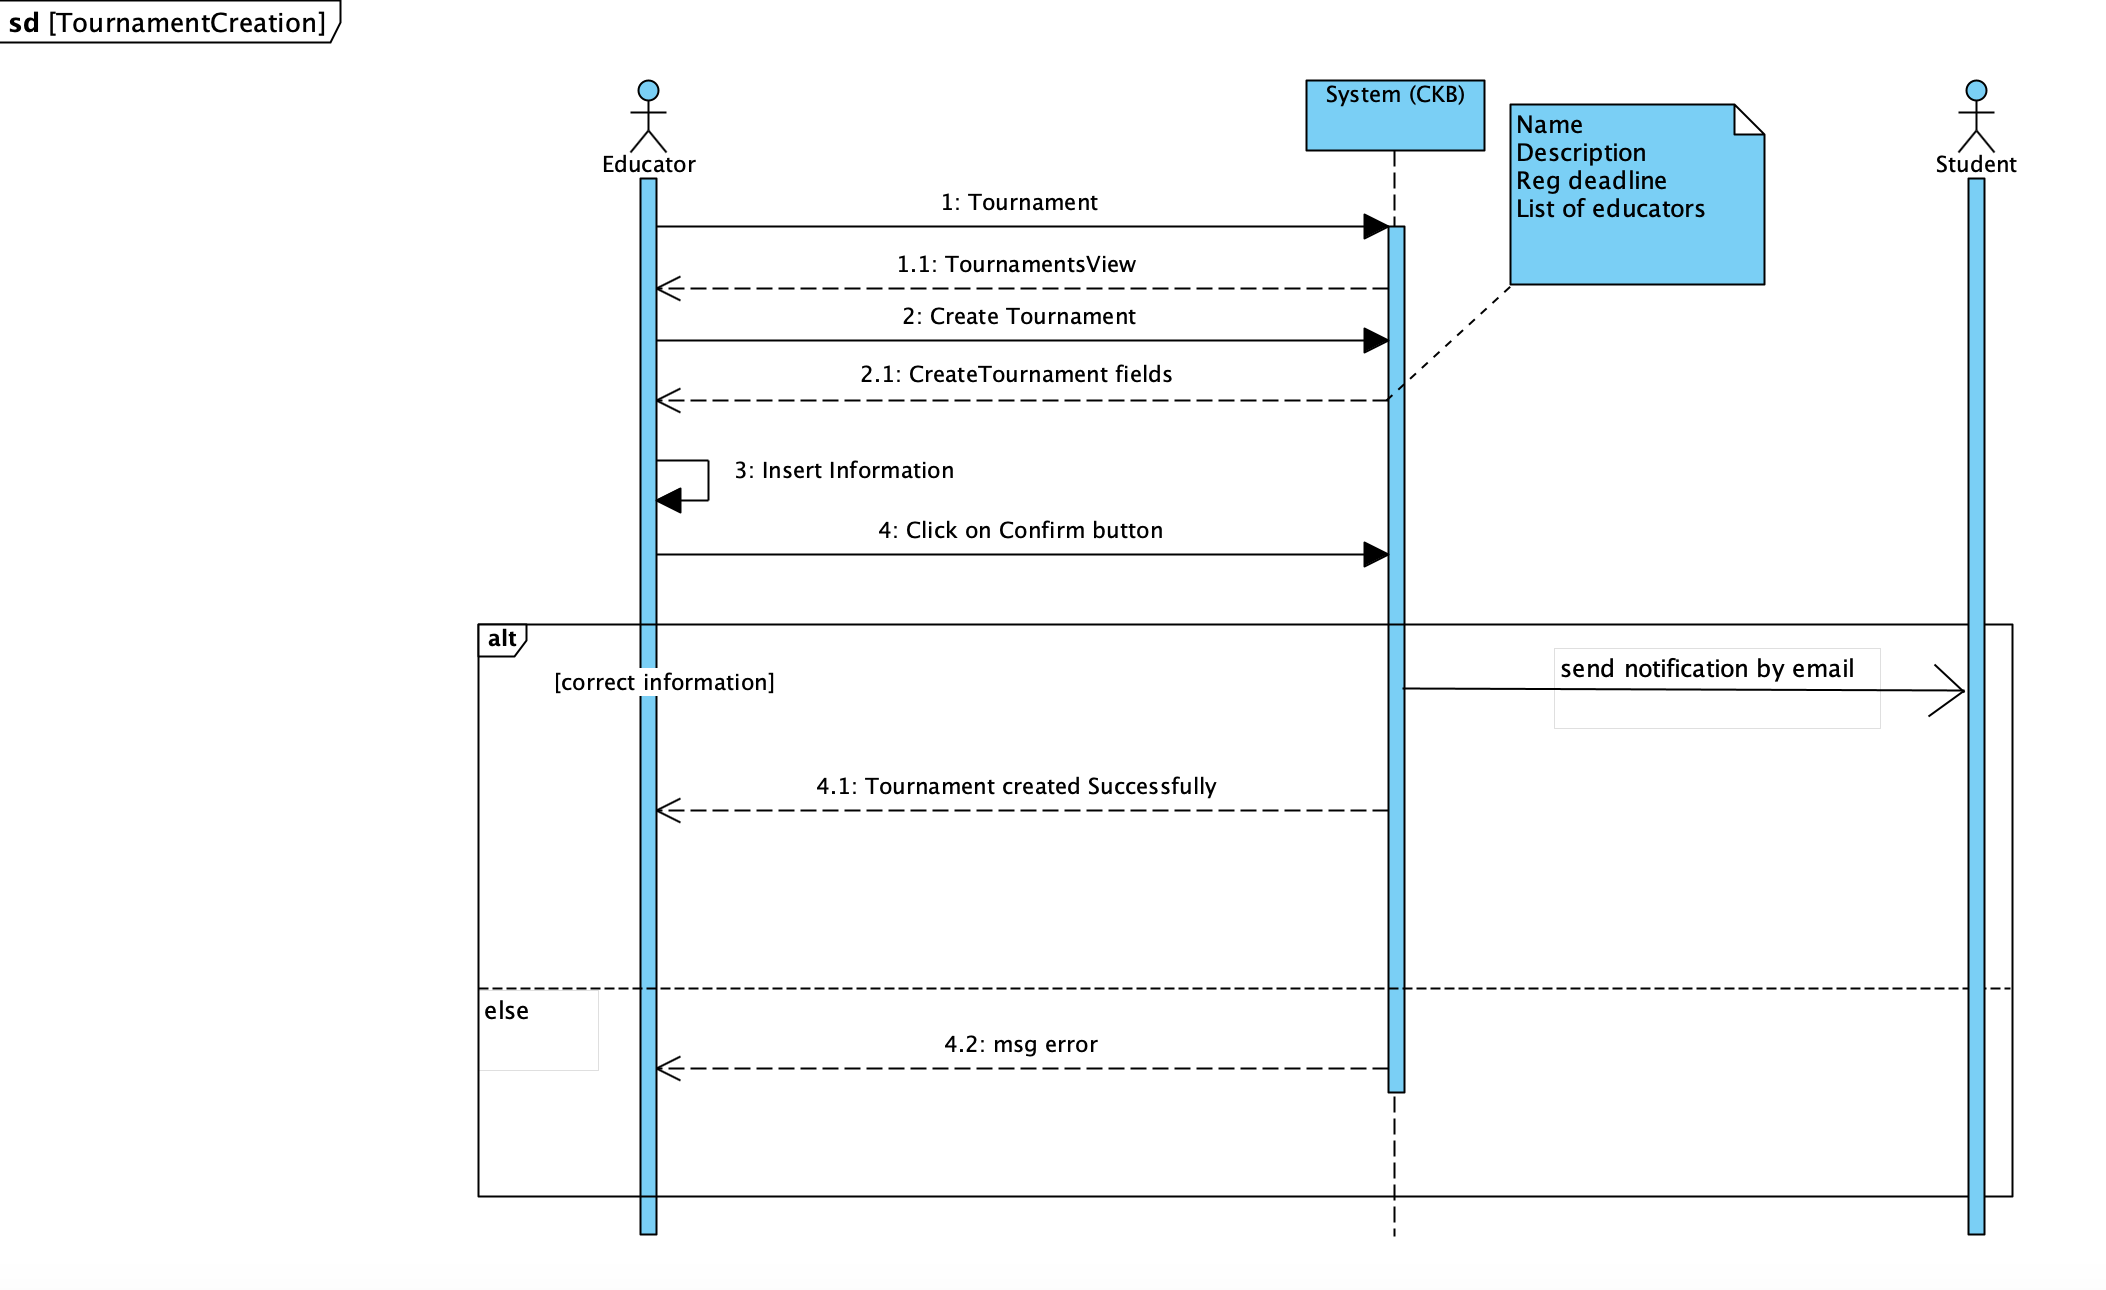 sd [TournamentCreation]
Educator
System (CKB)
Student
Name
Description
Reg deadline
List of educators
1: Tournament
1.1: TournamentsView
2: Create Tournament
2.1: CreateTournament fields
3: Insert Information
4: Click on Confirm button
alt
[correct information]
send notification by email
4.1: Tournament created Successfully
else
4.2: msg error